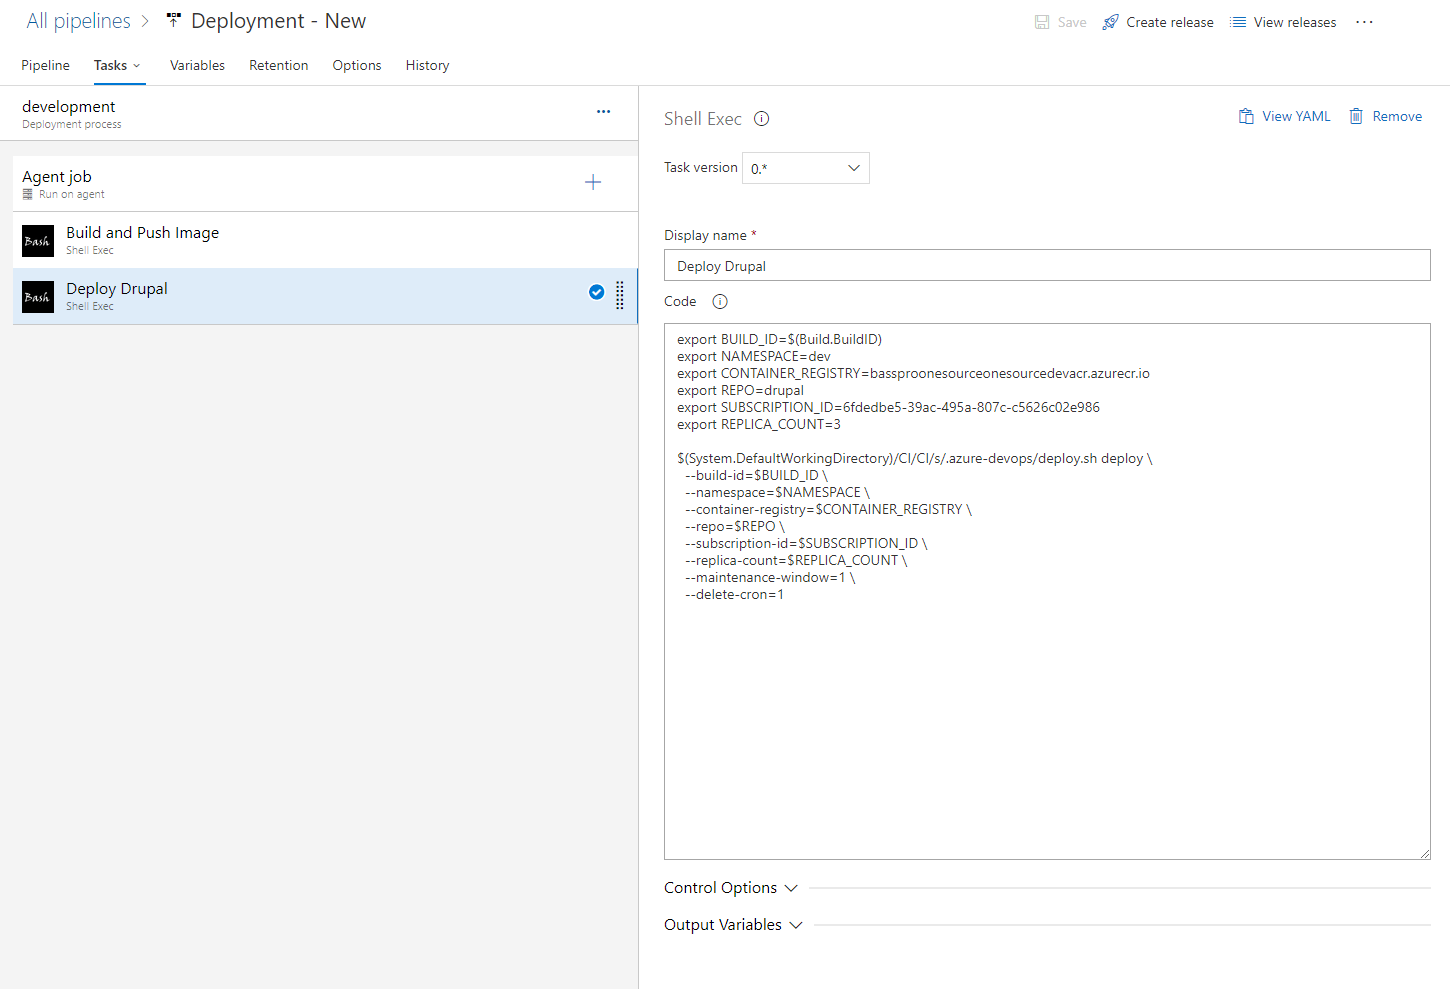 All pipelines > Deployment - New
Save Create release View releases ...
Pipeline Tasks Variables Retention Options History
development
Deployment process
...
Agent job
Run on agent
Bash
Build and Push Image
Shell Exec
Bash
Deploy Drupal
Shell Exec
Shell Exec
View YAML Remove
Task version 0.*
Display name *
Deploy Drupal
Code
export BUILD_ID=$(Build.BuildID)
export NAMESPACE=dev
export CONTAINER_REGISTRY=bassproonesourceonesourcedevacr.azurecr.io
export REPO=drupal
export SUBSCRIPTION_ID=6fdedbe5-39ac-495a-807c-c5626c02e986
export REPLICA_COUNT=3
$(System.DefaultWorkingDirectory)/CI/CI/s/.azure-devops/deploy.sh deploy \
--build-id=$BUILD_ID \
--namespace=$NAMESPACE \
--container-registry=$CONTAINER_REGISTRY \
--repo=$REPO \
--subscription-id=$SUBSCRIPTION_ID \
--replica-count=$REPLICA_COUNT \
--maintenance-window=1 \
--delete-cron=1
Control Options
Output Variables